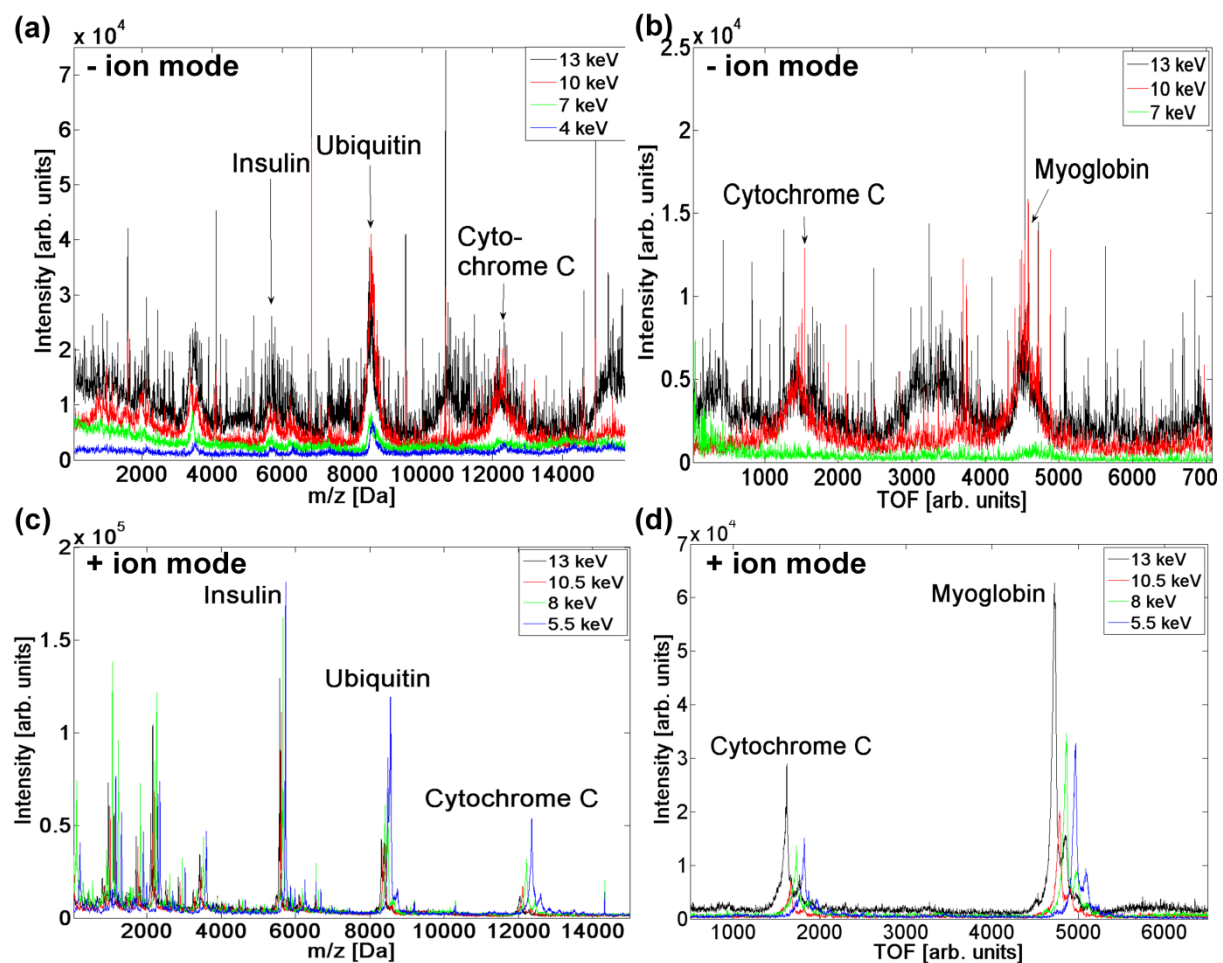 (a)
x 10^4
- ion mode
7
6
5
4
3
2
1
0
Intensity [arb. units]
13 keV
10 keV
7 keV
4 keV
Insulin
Ubiquitin
Cyto-
chrome C
2000 4000 6000 8000 10000 12000 14000
m/z [Da]
(b)
x 10^4
- ion mode
2.5
2
1.5
1
0.5
0
Intensity [arb. units]
13 keV
10 keV
7 keV
Cytochrome C
Myoglobin
1000 2000 3000 4000 5000 6000 700
TOF [arb. units]
(c)
x 10^5
+ ion mode
2
1.5
1
0.5
0
Intensity [arb. units]
13 keV
10.5 keV
8 keV
5.5 keV
Insulin
Ubiquitin
Cytochrome C
2000 4000 6000 8000 10000 12000 14000
m/z [Da]
(d)
x 10^4
+ ion mode
7
6
5
4
3
2
1
0
Intensity [arb. units]
13 keV
10.5 keV
8 keV
5.5 keV
Myoglobin
Cytochrome C
1000 2000 3000 4000 5000 6000
TOF [arb. units]